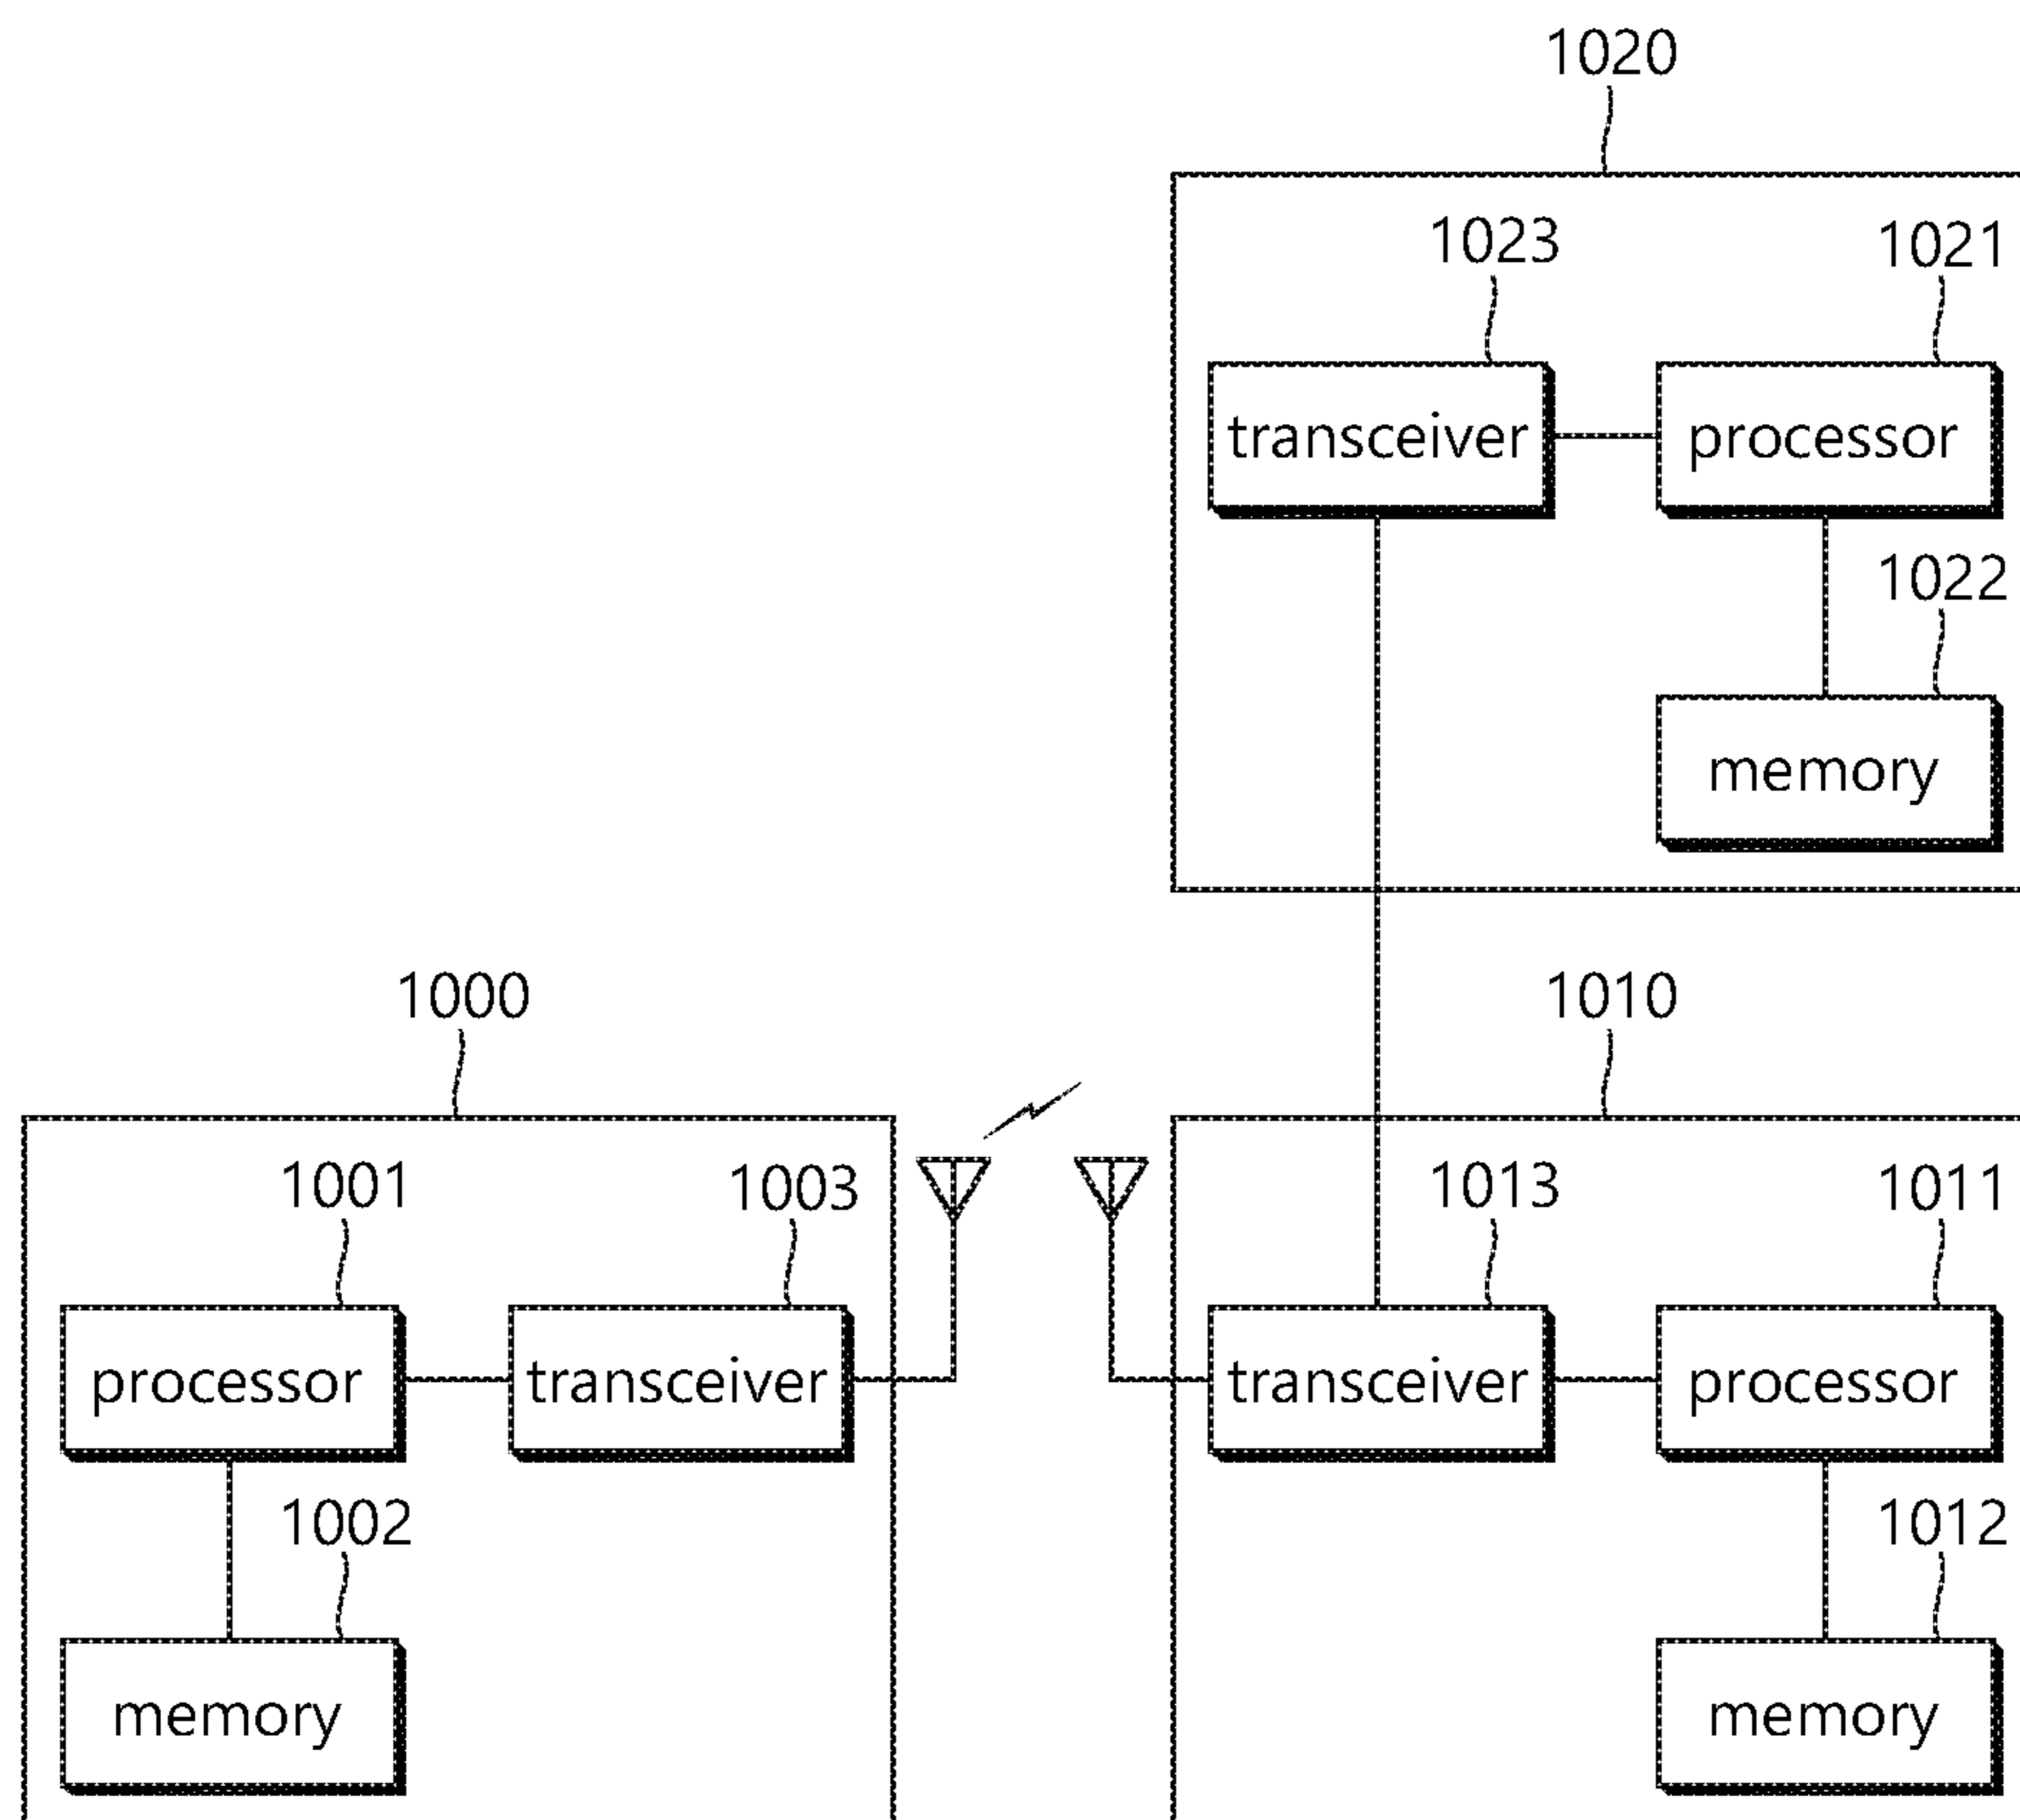 1020
1023 1021
transceiver processor
1022
memory
1000 1010
1001 1003 1013 1011
processor transceiver transceiver processor
1002 1012
memory memory